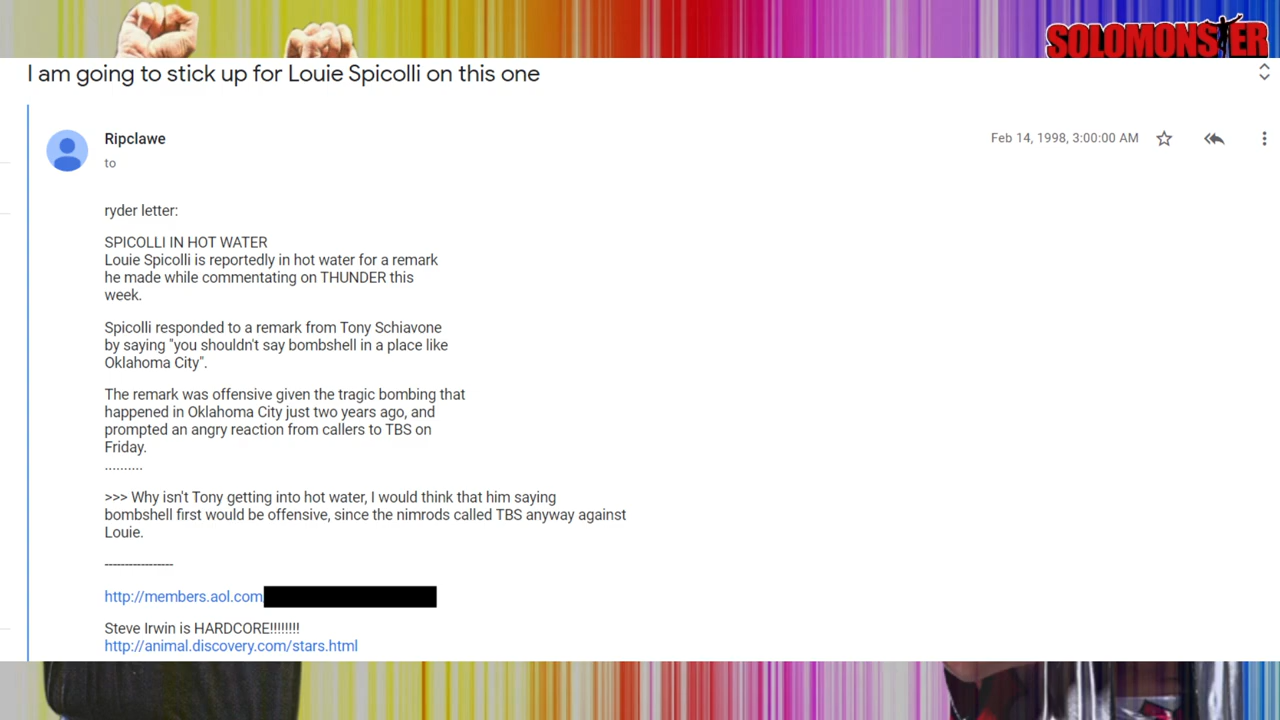 SOLOMONSTER
I am going to stick up for Louie Spicolli on this one
Ripclawe
Feb 14, 1998, 3:00:00 AM
to
ryder letter:
SPICOLLI IN HOT WATER
Louie Spicolli is reportedly in hot water for a remark
he made while commentating on THUNDER this
week.
Spicolli responded to a remark from Tony Schiavone
by saying "you shouldn't say bombshell in a place like
Oklahoma City".
The remark was offensive given the tragic bombing that
happened in Oklahoma City just two years ago, and
prompted an angry reaction from callers to TBS on
Friday.
..........
>>> Why isn't Tony getting into hot water, I would think that him saying
bombshell first would be offensive, since the nimrods called TBS anyway against
Louie.
----------------
http://members.aol.com
Steve Irwin is HARDCORE!!!!!!!!
http://animal.discovery.com/stars.html